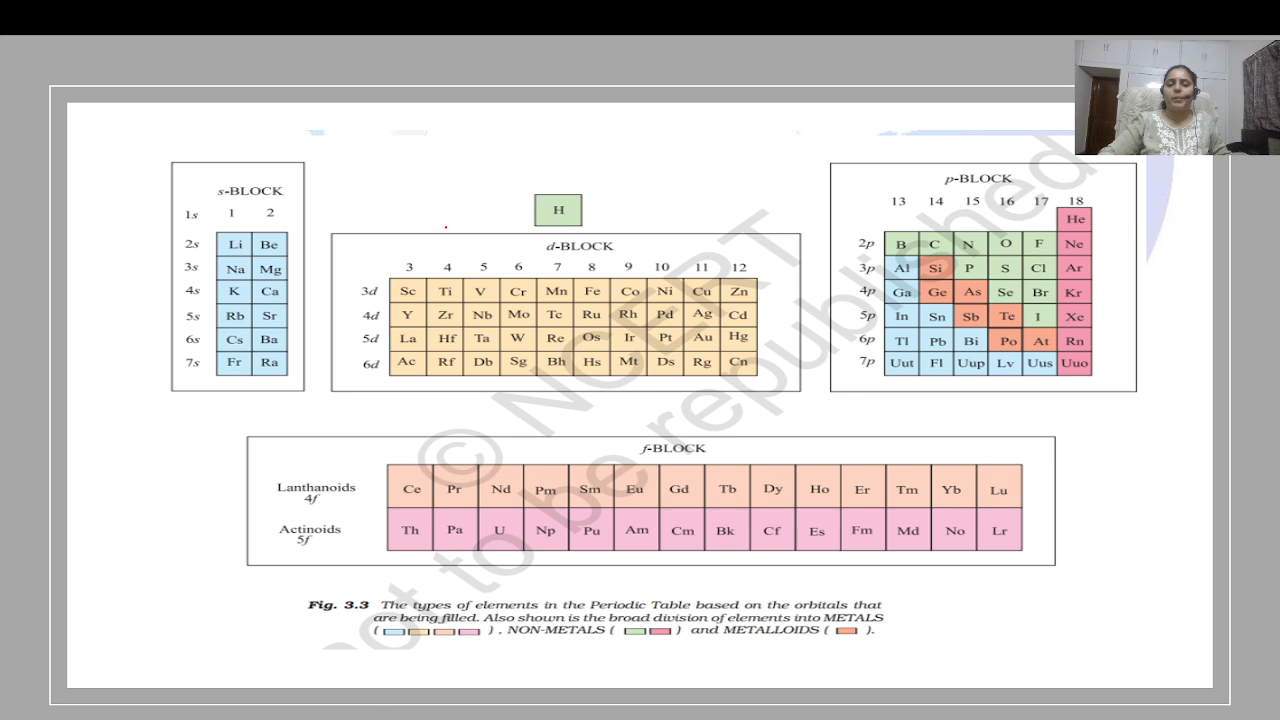 s-BLOCK
1s 1 2
2s Li Be
3s Na Mg
4s K Ca
5s Rb Sr
6s Cs Ba
7s Fr Ra
H
d-BLOCK
3 4 5 6 7 8 9 10 11 12
3d Sc Ti V Cr Mn Fe Co Ni Cu Zn
4d Y Zr Nb Mo Tc Ru Rh Pd Ag Cd
5d La Hf Ta W Re Os Ir Pt Au Hg
6d Ac Rf Db Sg Bh Hs Mt Ds Rg Cn
p-BLOCK
13 14 15 16 17 18
He
2p B C N O F Ne
3p Al Si P S Cl Ar
4p Ga Ge As Se Br Kr
5p In Sn Sb Te I Xe
6p Tl Pb Bi Po At Rn
7p Uut Fl Uup Lv Uus Uuo
f-BLOCK
Lanthanoids
4f
Ce Pr Nd Pm Sm Eu Gd Tb Dy Ho Er Tm Yb Lu
Actinoids
5f
Th Pa U Np Pu Am Cm Bk Cf Es Fm Md No Lr
© NCERT
not to be republished
Fig. 3.3 The types of elements in the Periodic Table based on the orbitals that
are being filled. Also shown is the broad division of elements into METALS
( ) , NON-METALS ( ) and METALLOIDS ( ).